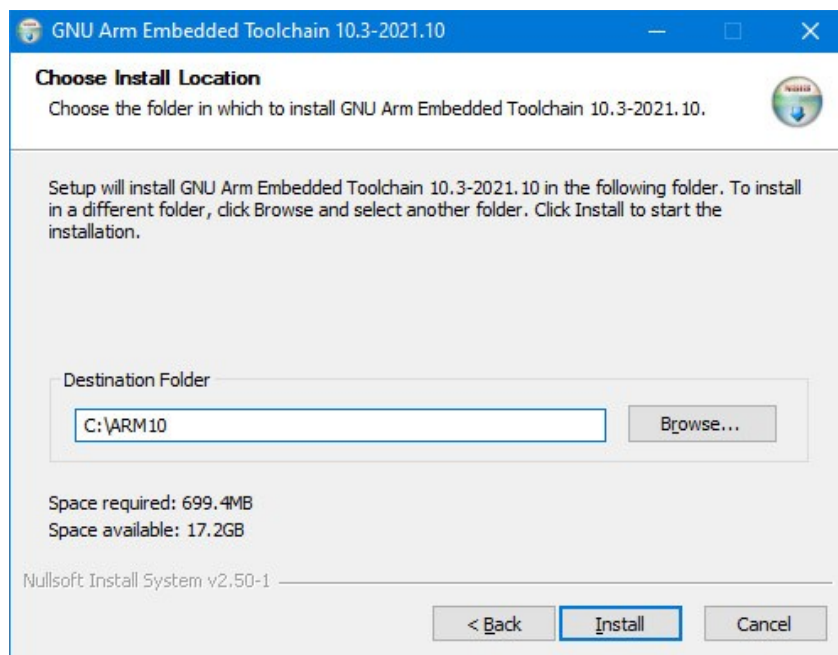 GNU Arm Embedded Toolchain 10.3-2021.10
Choose Install Location
Choose the folder in which to install GNU Arm Embedded Toolchain 10.3-2021.10.
Setup will install GNU Arm Embedded Toolchain 10.3-2021.10 in the following folder. To install
in a different folder, click Browse and select another folder. Click Install to start the
installation.
Destination Folder
C:\ARM10
Browse...
Space required: 699.4MB
Space available: 17.2GB
Nullsoft Install System v2.50-1
< Back
Install
Cancel